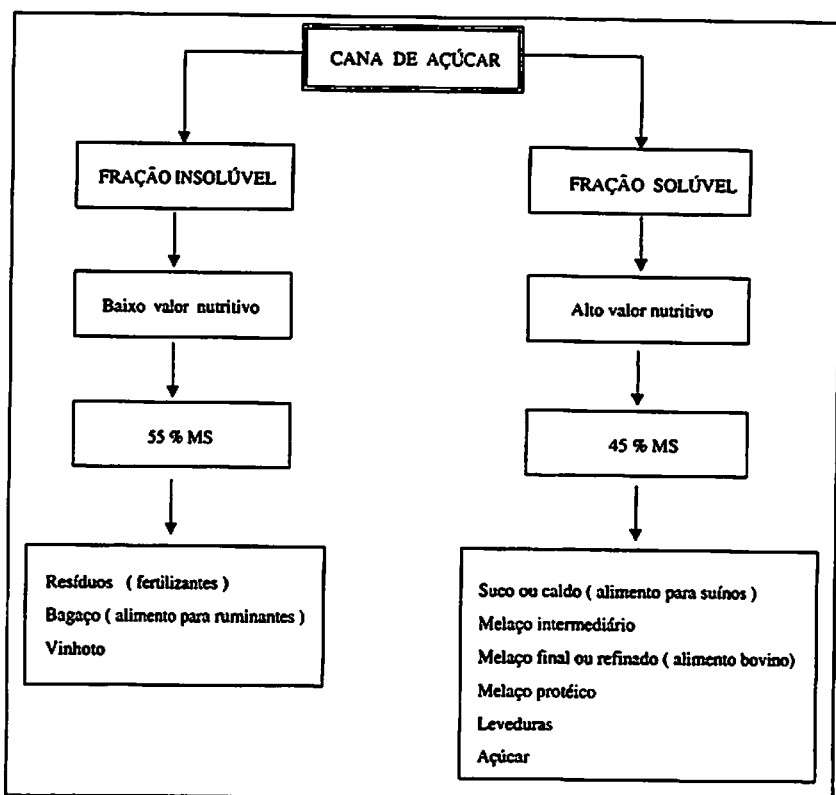 CANA DE AÇÚCAR
FRAÇÃO INSOLÚVEL
Baixo valor nutritivo
55 % MS
Resíduos ( fertilizantes )
Bagaço ( alimento para ruminantes )
Vinhoto
FRAÇÃO SOLÚVEL
Alto valor nutritivo
45 % MS
Suco ou caldo ( alimento para suínos )
Melaço intermediário
Melaço final ou refinado ( alimento bovino)
Melaço protéico
Leveduras
Açúcar